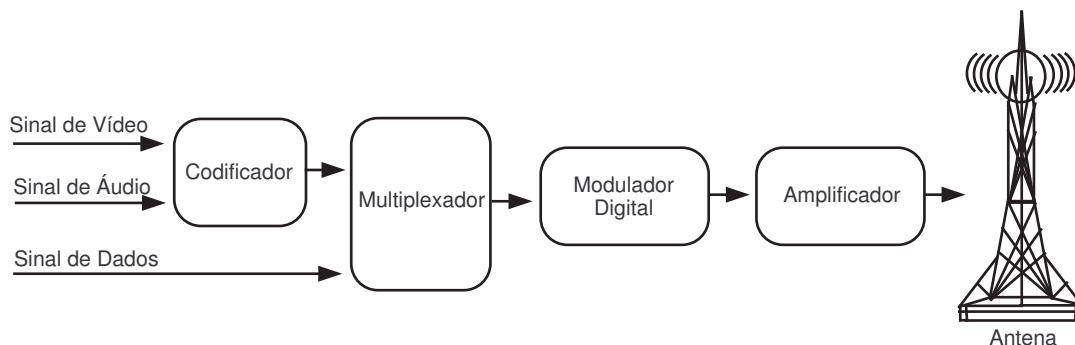 Sinal de Vídeo
Sinal de Áudio
Sinal de Dados
Codificador
Multiplexador
Modulador
Digital
Amplificador
Antena